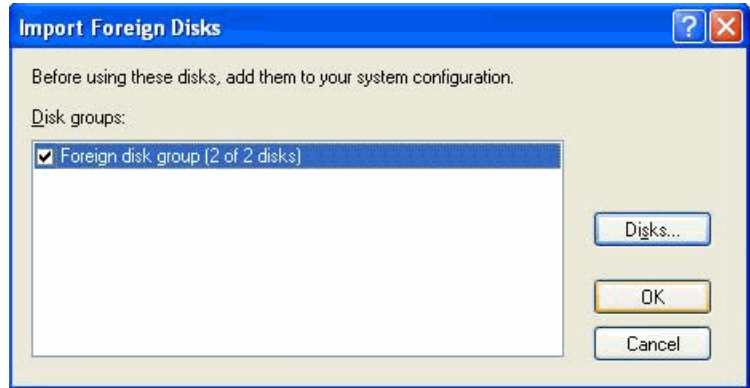 Import Foreign Disks
Before using these disks, add them to your system configuration.
Disk groups:
Foreign disk group (2 of 2 disks)
Disks...
OK
Cancel